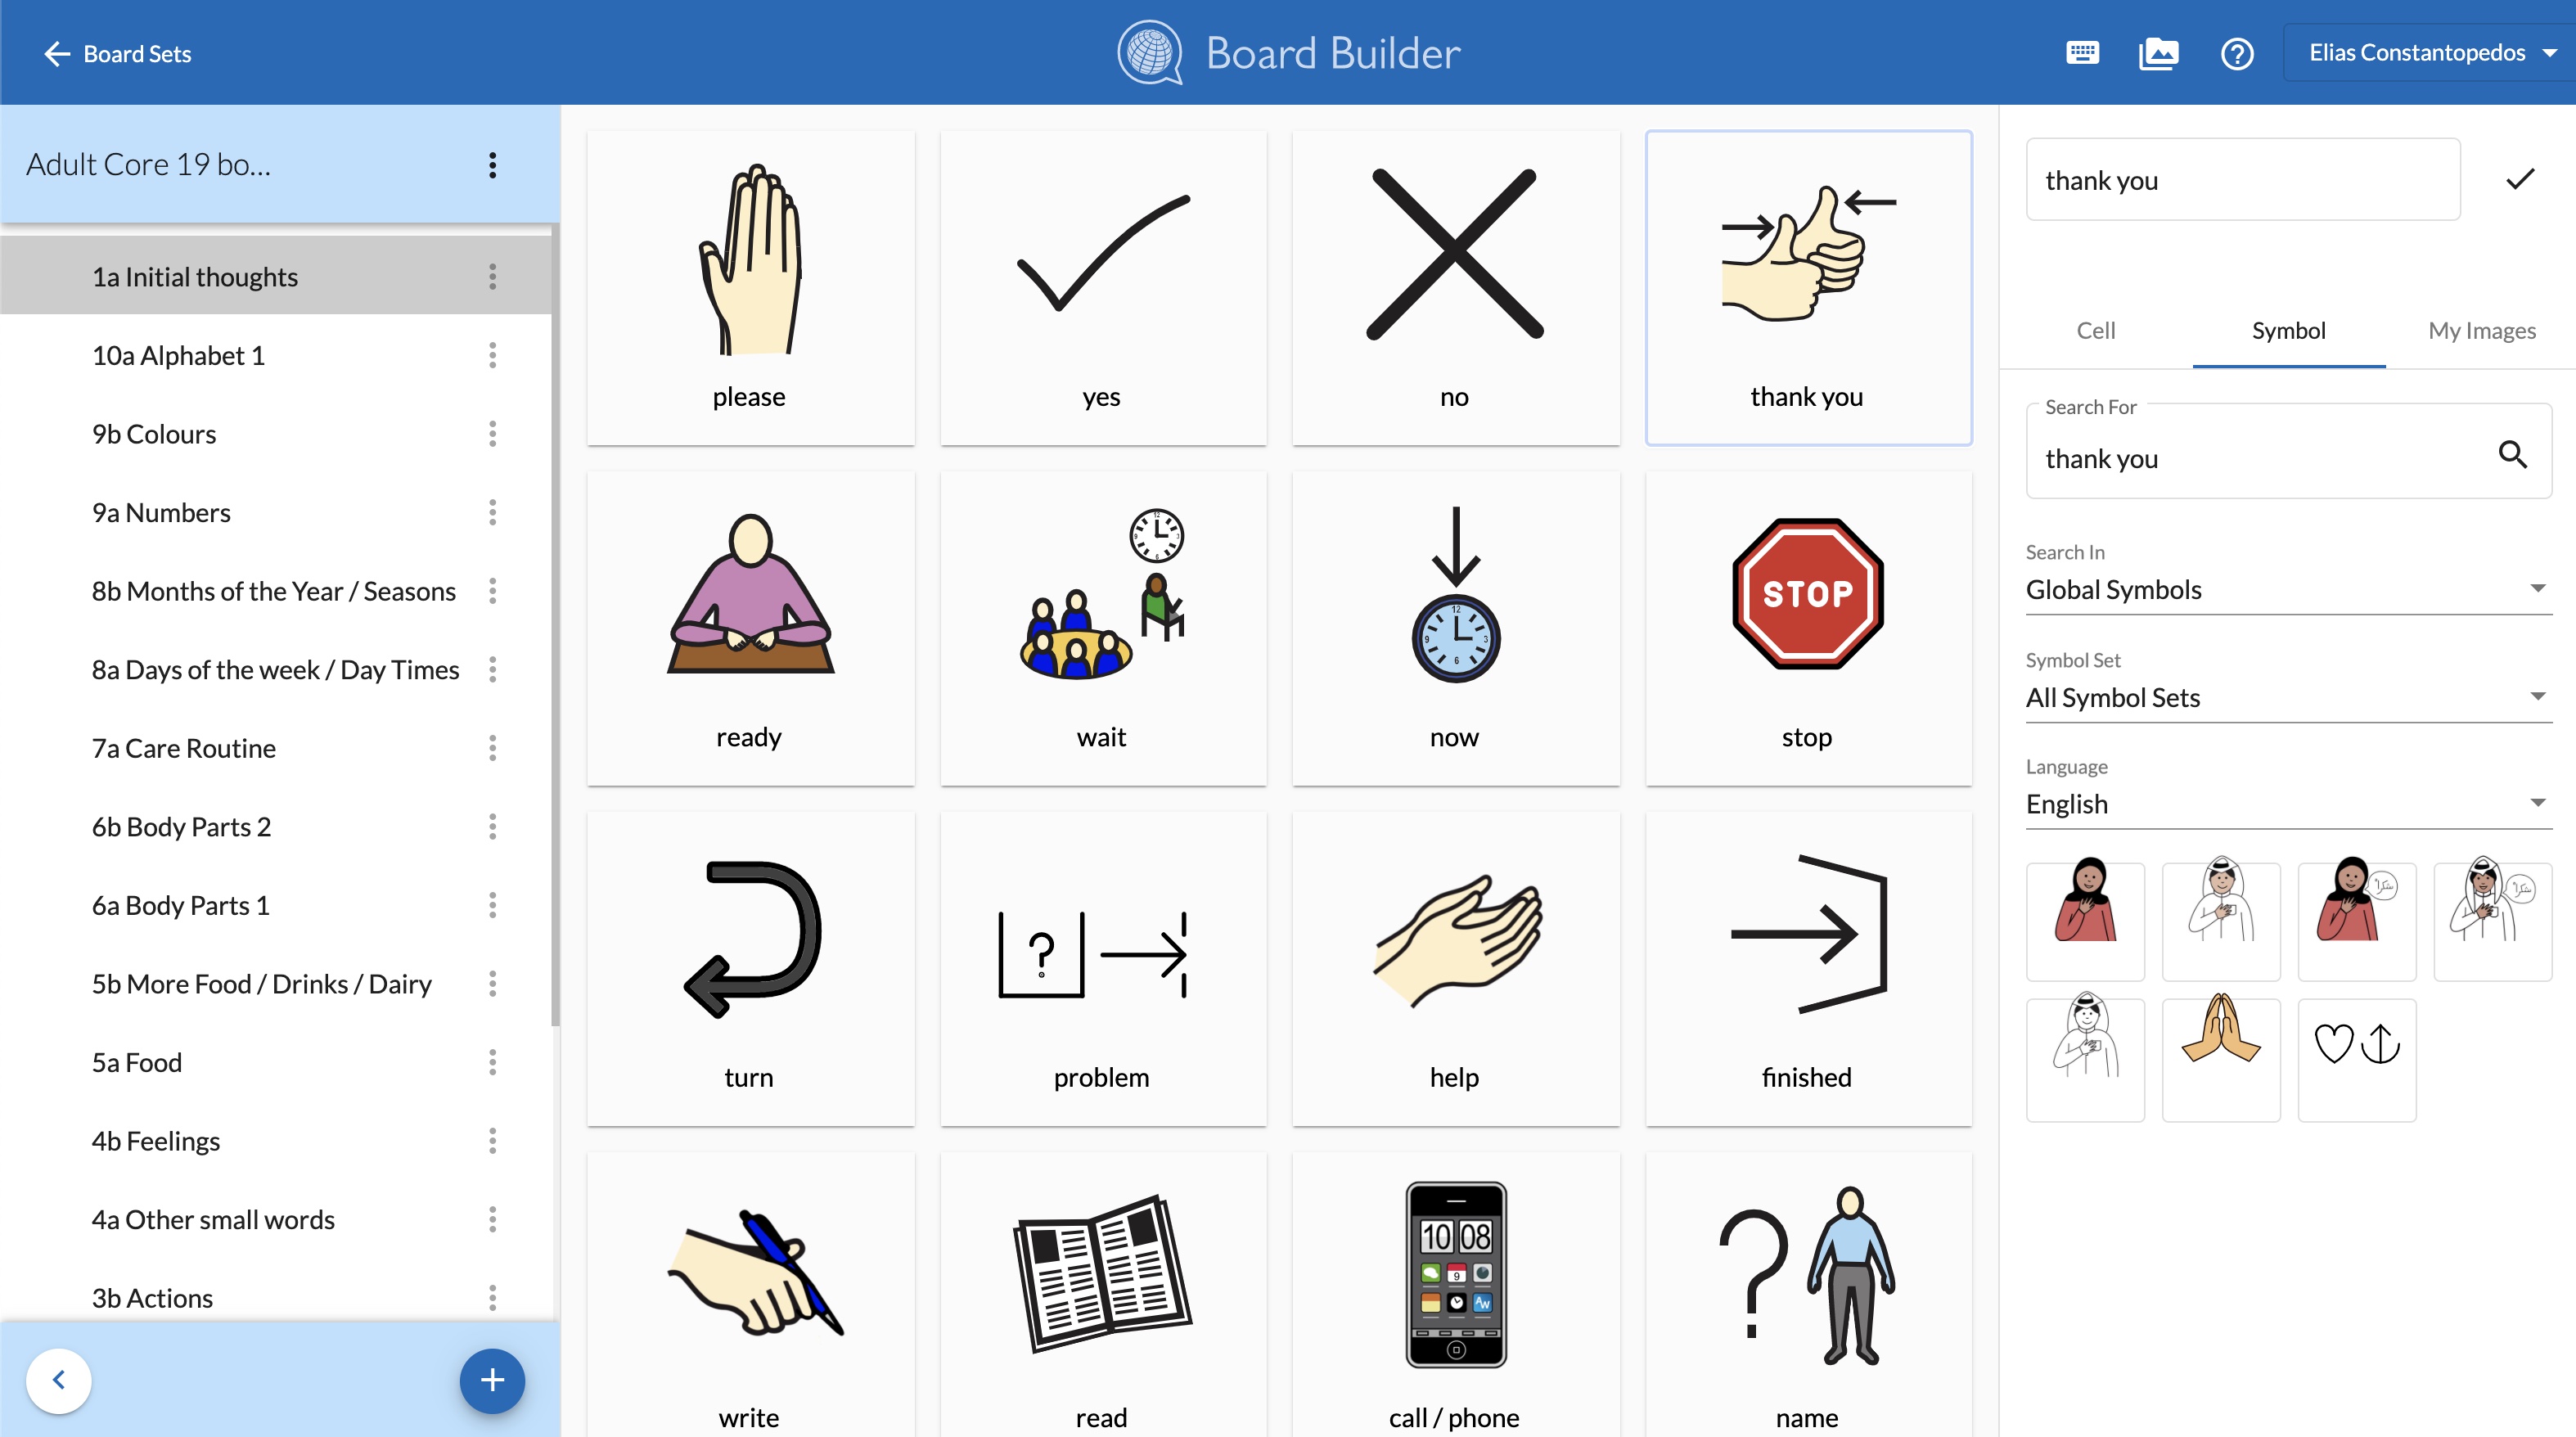 Board Sets
Board Builder
Elias Constantopedos
Adult Core 19 bo...
1a Initial thoughts
10a Alphabet 1
9b Colours
9a Numbers
8b Months of the Year / Seasons
8a Days of the week / Day Times
7a Care Routine
6b Body Parts 2
6a Body Parts 1
5b More Food / Drinks / Dairy
5a Food
4b Feelings
4a Other small words
3b Actions
please
yes
no
thank you
ready
wait
now
STOP
stop
turn
?
problem
help
finished
write
read
10 08
9
call / phone
?
name
thank you
Cell
Symbol
My Images
Search For
thank you
Search In
Global Symbols
Symbol Set
All Symbol Sets
Language
English